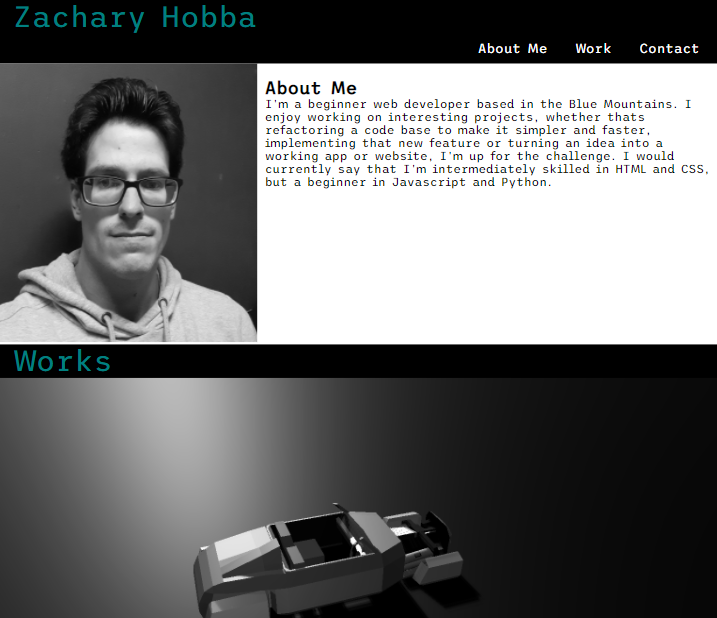 Zachary Hobba
About Me Work Contact
About Me
I'm a beginner web developer based in the Blue Mountains. I
enjoy working on interesting projects, whether thats
refactoring a code base to make it simpler and faster,
implementing that new feature or turning an idea into a
working app or website, I'm up for the challenge. I would
currently say that I'm intermediately skilled in HTML and CSS,
but a beginner in Javascript and Python.
Works